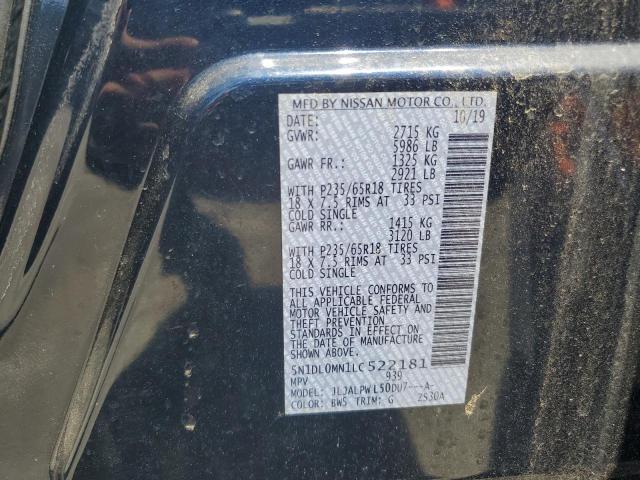 MFD BY NISSAN MOTOR CO., LTD.
DATE: 10/19
GVWR: 2715 KG
5986 LB
GAWR FR.: 1325 KG
2921 LB
WITH P235/65R18 TIRES
18 X 7.5 RIMS AT 33 PSI
COLD SINGLE
GAWR RR.: 1415 KG
3120 LB
WITH P235/65R18 TIRES
18 X 7.5 RIMS AT 33 PSI
COLD SINGLE
THIS VEHICLE CONFORMS TO
ALL APPLICABLE FEDERAL
MOTOR VEHICLE SAFETY AND
THEFT PREVENTION
STANDARDS IN EFFECT ON
THE DATE OF MANUFACTURE
SHOWN ABOVE.
5N1DL0MN1LC522181
MPV 939
MODEL: JLJALPWL50DU7---A-
COLOR: BW5 TRIM: G ZS30A